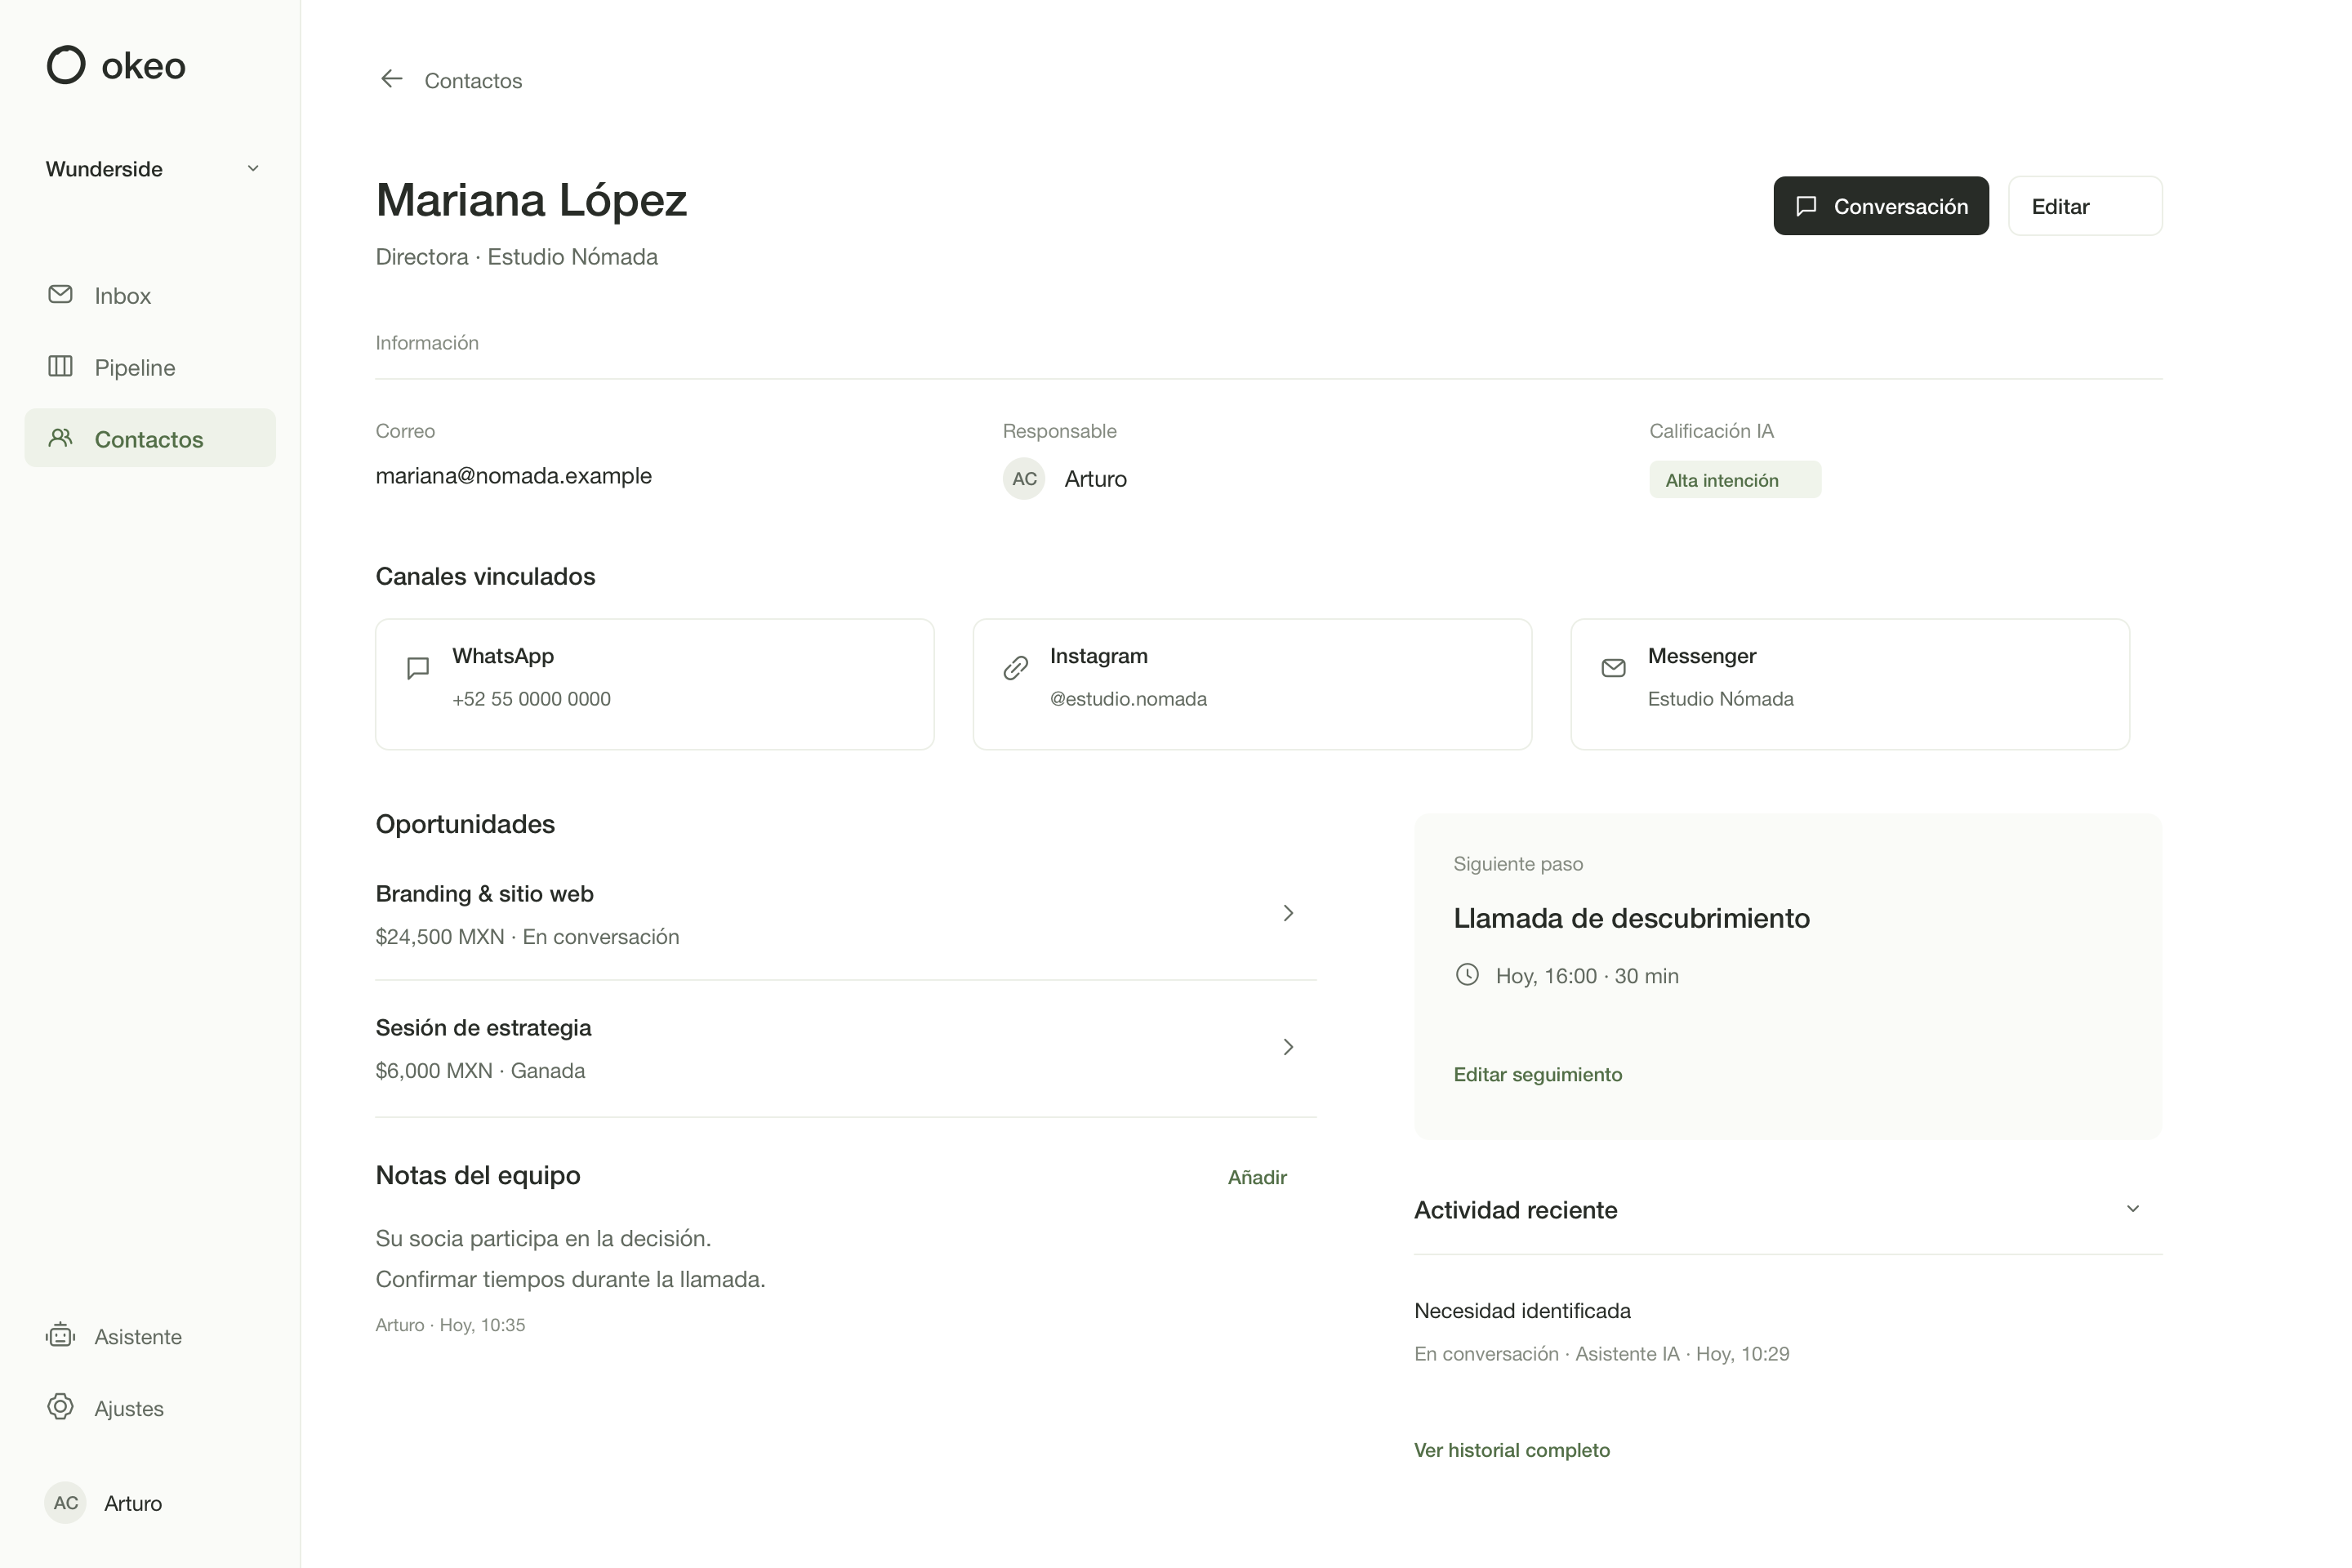 okeo
Wunderside
Inbox
Pipeline
Contactos
Asistente
Ajustes
AC Arturo
Contactos
Mariana López
Directora · Estudio Nómada
Conversación
Editar
Información
Correo
mariana@nomada.example
Responsable
AC Arturo
Calificación IA
Alta intención
Canales vinculados
WhatsApp
+52 55 0000 0000
Instagram
@estudio.nomada
Messenger
Estudio Nómada
Oportunidades
Branding & sitio web
$24,500 MXN · En conversación
Sesión de estrategia
$6,000 MXN · Ganada
Notas del equipo
Añadir
Su socia participa en la decisión.
Confirmar tiempos durante la llamada.
Arturo · Hoy, 10:35
Siguiente paso
Llamada de descubrimiento
Hoy, 16:00 · 30 min
Editar seguimiento
Actividad reciente
Necesidad identificada
En conversación · Asistente IA · Hoy, 10:29
Ver historial completo